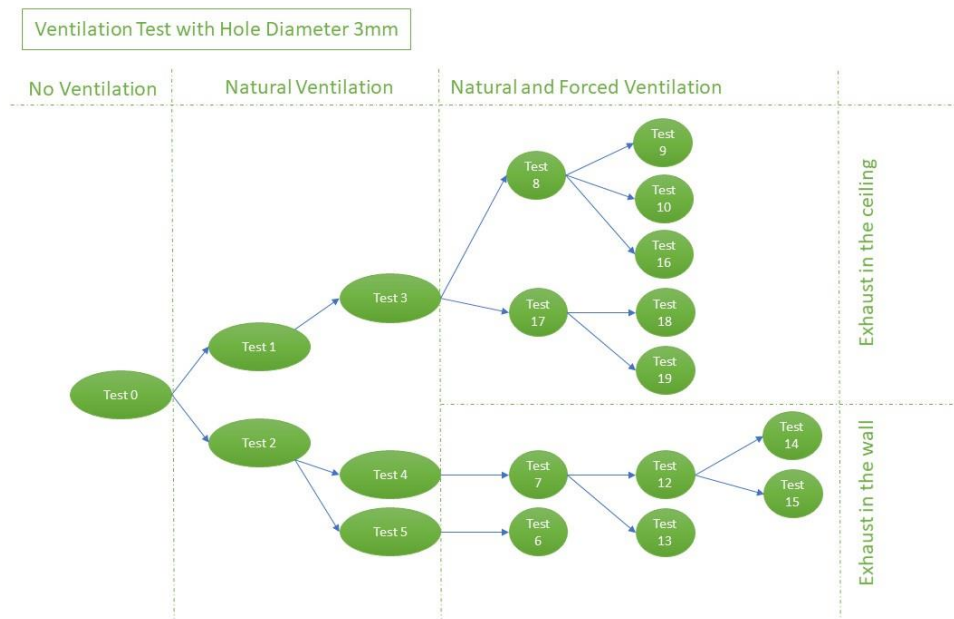 Ventilation Test with Hole Diameter 3mm
No Ventilation
Natural Ventilation
Natural and Forced Ventilation
Test
9
Test
8
Test
10
Test
16
Exhaust in the ceiling
Test 3
Test
17
Test
18
Test 1
Test
19
Test 0
Test 2
Test
14
Test 4
Test
7
Test
12
Test
15
Test 5
Test
6
Test
13
Exhaust in the wall